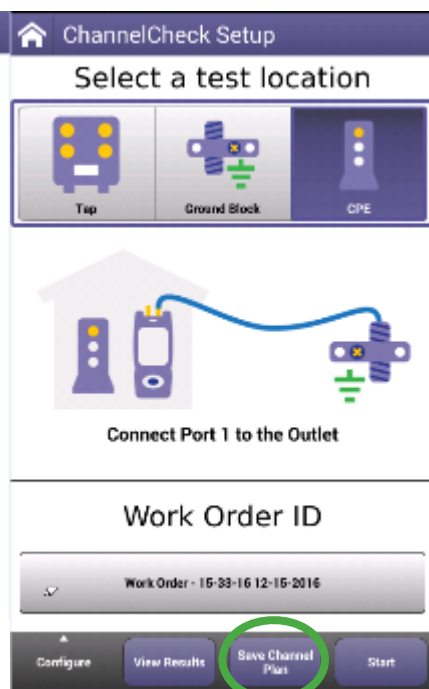 ChannelCheck Setup
Select a test location
Tap Ground Block CPE
Connect Port 1 to the Outlet
Work Order ID
Work Order - 15-33-16 12-15-2016
Configure View Results Save Channel Plan Start